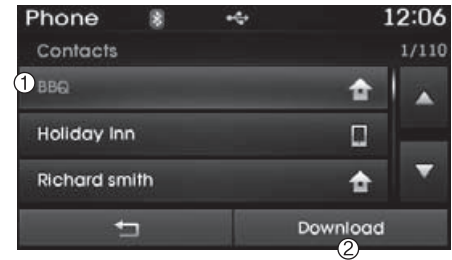 Phone 12:06
Contacts 1/110
① BBQ
Holiday Inn
Richard smith
Download
②